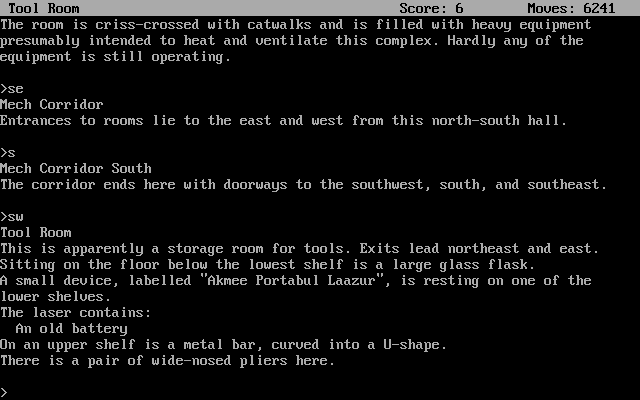 Tool Room Score: 6 Moves: 6241
The room is criss-crossed with catwalks and is filled with heavy equipment
presumably intended to heat and ventilate this complex. Hardly any of the
equipment is still operating.
>se
Mech Corridor
Entrances to rooms lie to the east and west from this north-south hall.
>s
Mech Corridor South
The corridor ends here with doorways to the southwest, south, and southeast.
>sw
Tool Room
This is apparently a storage room for tools. Exits lead northeast and east.
Sitting on the floor below the lowest shelf is a large glass flask.
A small device, labelled "Akmee Portabul Laazur", is resting on one of the
lower shelves.
The laser contains:
An old battery
On an upper shelf is a metal bar, curved into a U-shape.
There is a pair of wide-nosed pliers here.
>